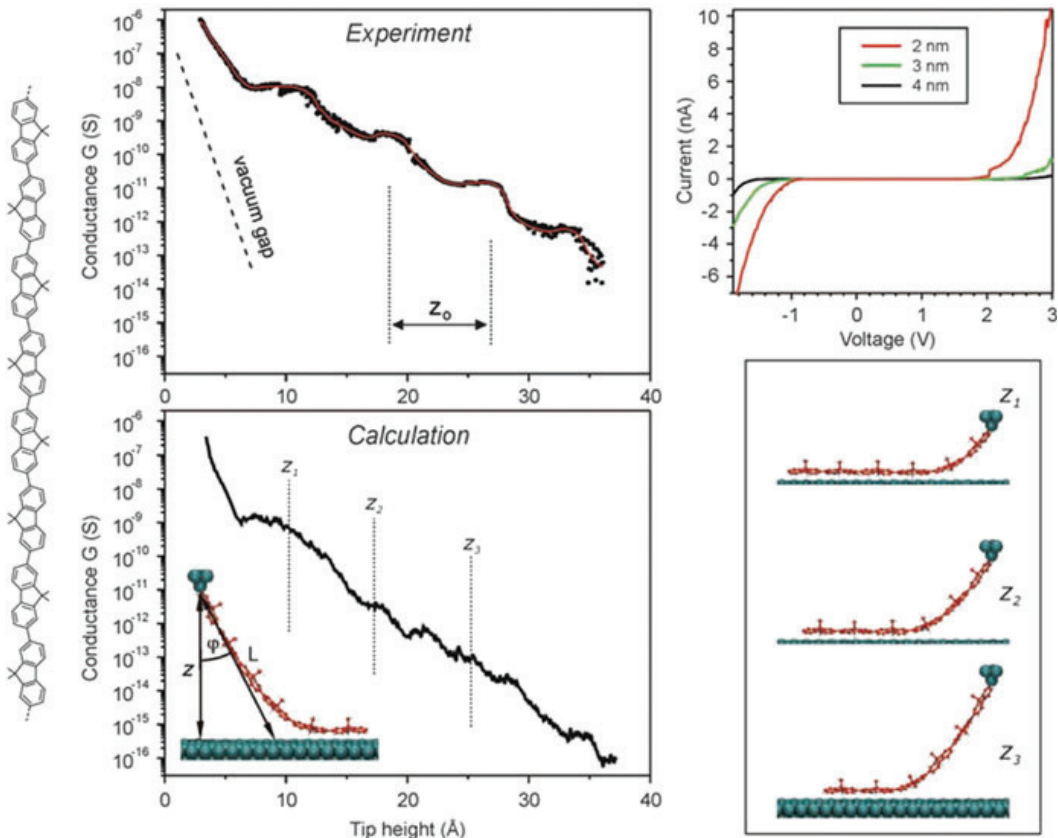 Experiment
Conductance G (S)
10⁻⁶
10⁻⁷
10⁻⁸
10⁻⁹
10⁻¹⁰
10⁻¹¹
10⁻¹²
10⁻¹³
10⁻¹⁴
10⁻¹⁵
10⁻¹⁶
vacuum gap
z₀
0 10 20 30 40
Calculation
Conductance G (S)
10⁻⁶
10⁻⁷
10⁻⁸
10⁻⁹
10⁻¹⁰
10⁻¹¹
10⁻¹²
10⁻¹³
10⁻¹⁴
10⁻¹⁵
10⁻¹⁶
z₁
z₂
z₃
φ
L
z
0 10 20 30 40
Tip height (Å)
2 nm
3 nm
4 nm
Current (nA)
10
8
6
4
2
0
-2
-4
-6
-1 0 1 2 3
Voltage (V)
z₁
z₂
z₃